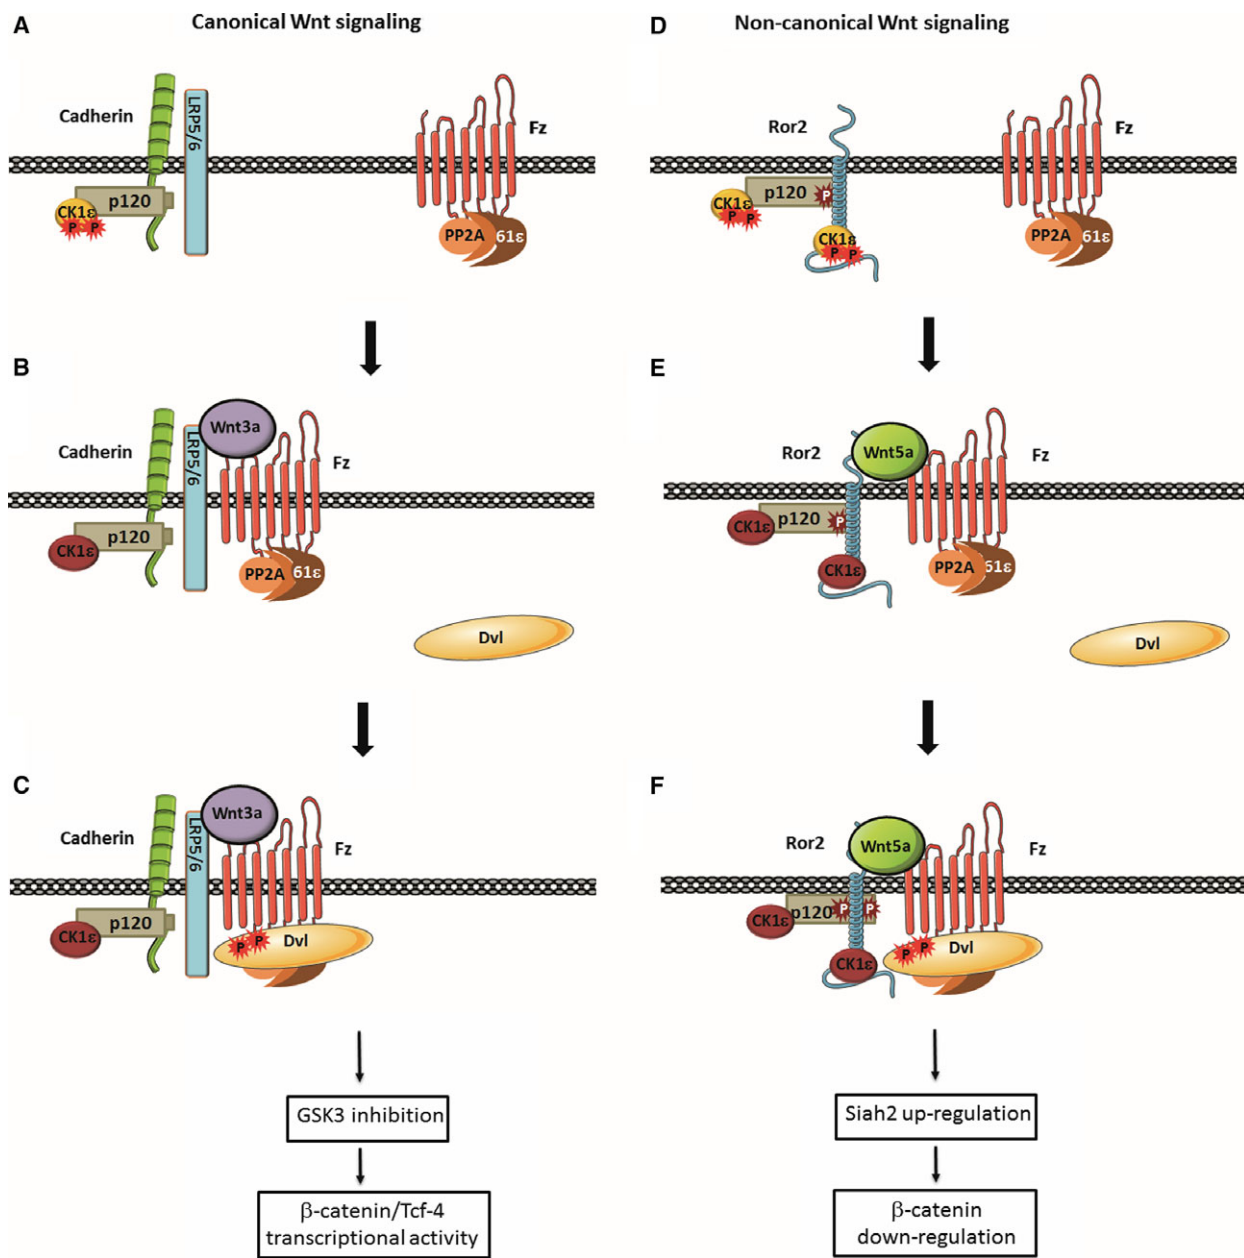 A
Canonical Wnt signaling
Cadherin
LRP5/6
Fz
p120
CK1ε
P P
PP2A
61ε
B
Wnt3a
Cadherin
LRP5/6
Fz
p120
CK1ε
PP2A
61ε
Dvl
C
Wnt3a
Cadherin
LRP5/6
Fz
p120
CK1ε
P P
Dvl
GSK3 inhibition
β-catenin/Tcf-4
transcriptional activity
D
Non-canonical Wnt signaling
Ror2
Fz
p120
P
CK1ε
P P
CK1ε
P P
PP2A
61ε
E
Wnt5a
Ror2
Fz
p120
P
CK1ε
CK1ε
PP2A
61ε
Dvl
F
Wnt5a
Ror2
Fz
p120
P P
CK1ε
CK1ε
P P
Dvl
Siah2 up-regulation
β-catenin
down-regulation